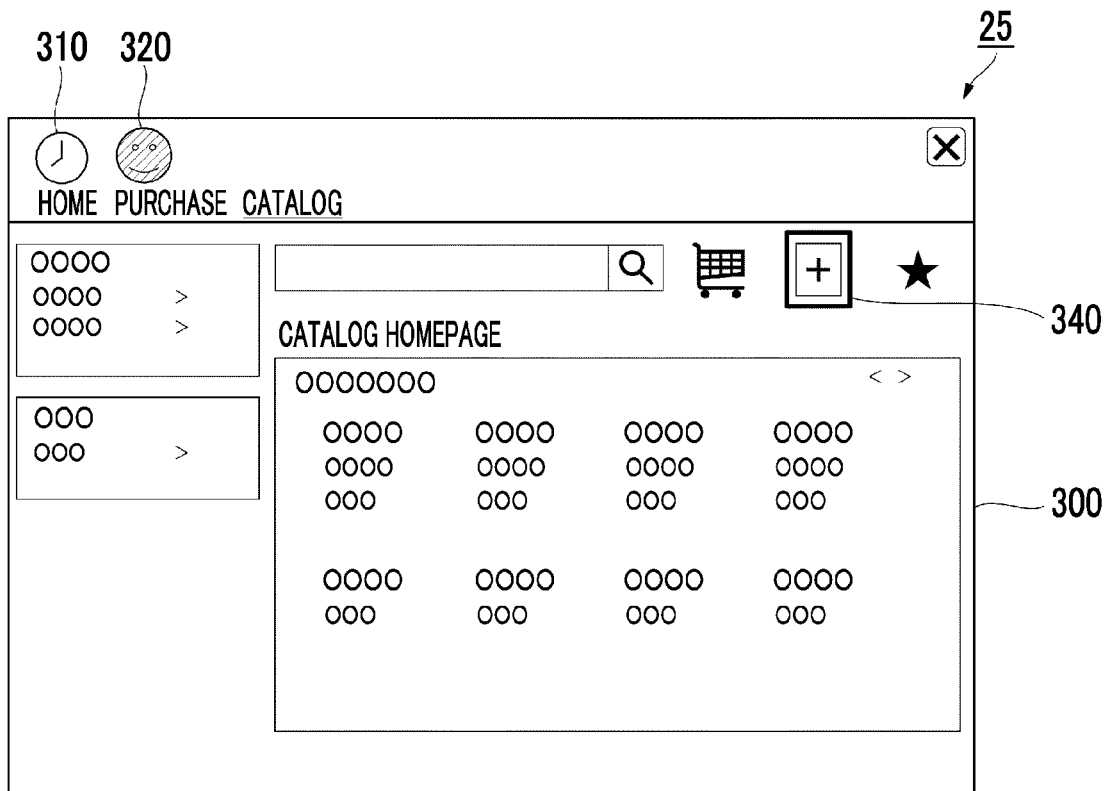 25
310 320
HOME PURCHASE CATALOG
OOOO
OOOO >
OOOO >
340
CATALOG HOMEPAGE
OOO
OOO >
OOOOOOO < >
OOOO OOOO OOOO OOOO
OOOO OOOO OOOO OOOO
OOO OOO OOO OOO
300
OOOO OOOO OOOO OOOO
OOO OOO OOO OOO